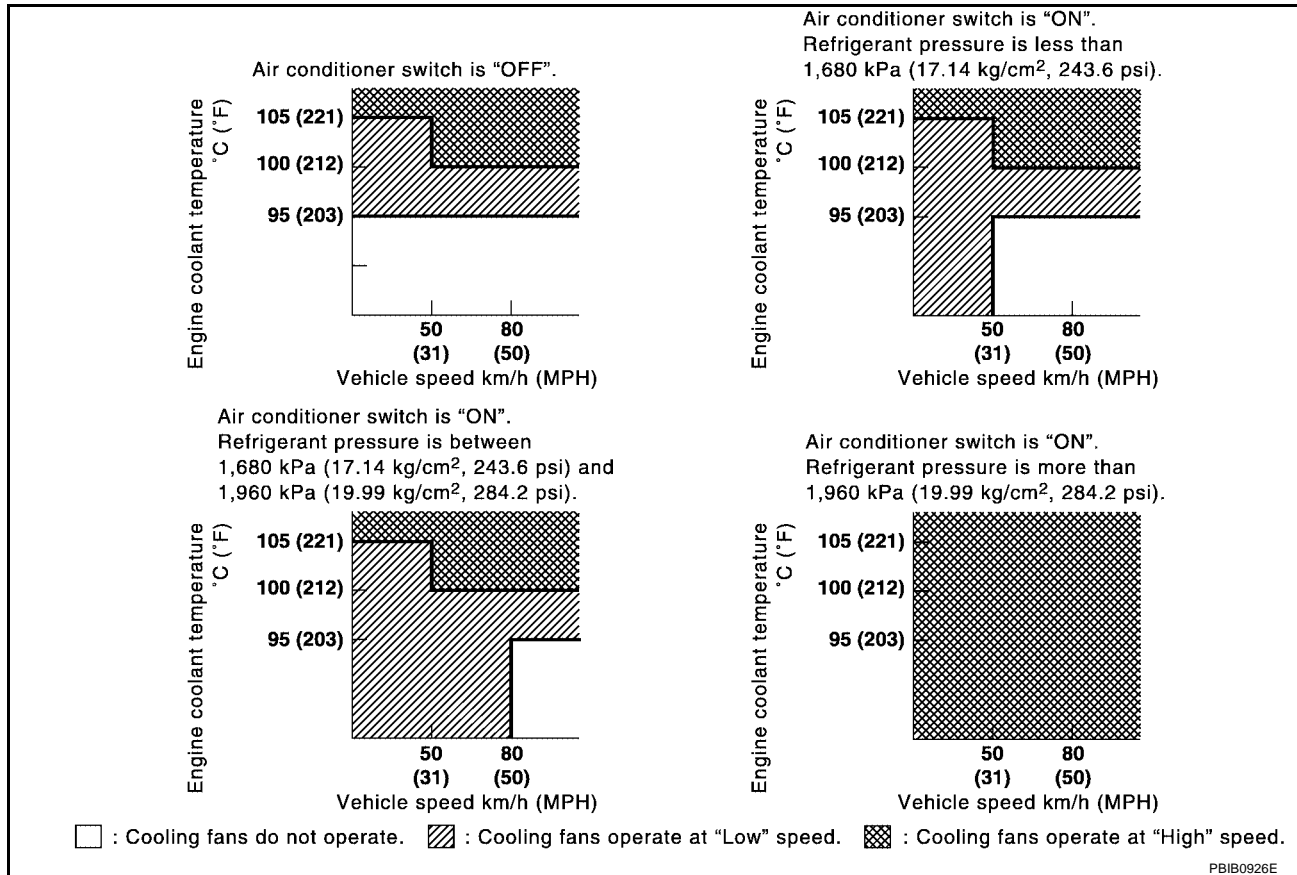 Air conditioner switch is “OFF”.
Engine coolant temperature
°C (°F)
105 (221)
100 (212)
95 (203)
50
(31)
80
(50)
Vehicle speed km/h (MPH)
Air conditioner switch is “ON”.
Refrigerant pressure is less than
1,680 kPa (17.14 kg/cm², 243.6 psi).
Engine coolant temperature
°C (°F)
105 (221)
100 (212)
95 (203)
50
(31)
80
(50)
Vehicle speed km/h (MPH)
Air conditioner switch is “ON”.
Refrigerant pressure is between
1,680 kPa (17.14 kg/cm², 243.6 psi) and
1,960 kPa (19.99 kg/cm², 284.2 psi).
Engine coolant temperature
°C (°F)
105 (221)
100 (212)
95 (203)
50
(31)
80
(50)
Vehicle speed km/h (MPH)
Air conditioner switch is “ON”.
Refrigerant pressure is more than
1,960 kPa (19.99 kg/cm², 284.2 psi).
Engine coolant temperature
°C (°F)
105 (221)
100 (212)
95 (203)
50
(31)
80
(50)
Vehicle speed km/h (MPH)
: Cooling fans do not operate.
: Cooling fans operate at “Low” speed.
: Cooling fans operate at “High” speed.
PBIB0926E